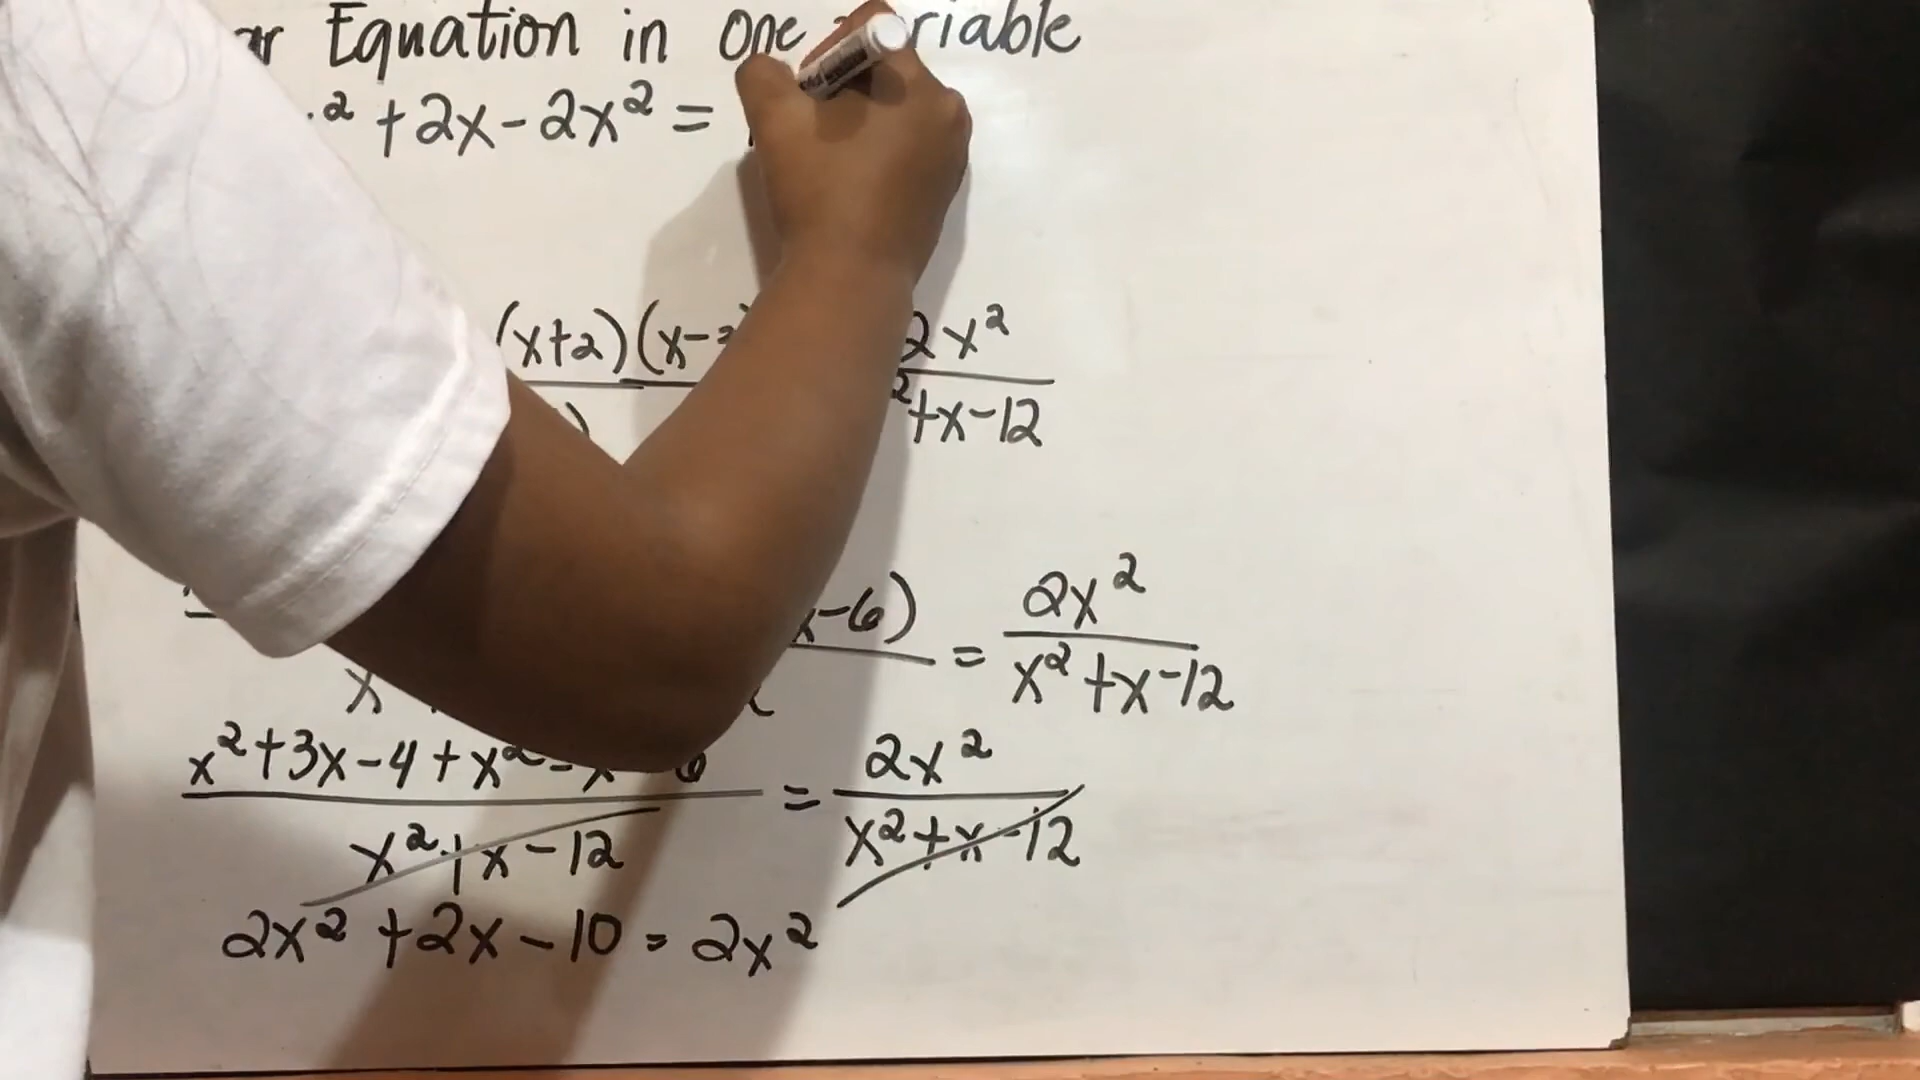 Equation in One
² + 2x - 2x² =
(x+2)(x-
2x²
²+x-12
x-6) = 2x²
x²+x-12
x²+3x-4+x²-x-6 = 2x²
x²+x-12 x²+x-12
2x² + 2x - 10 = 2x²